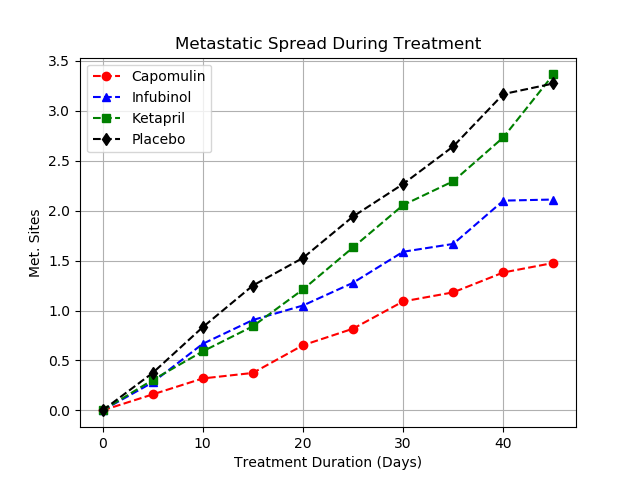 Metastatic Spread During Treatment
Capomulin
Infubinol
Ketapril
Placebo
Met. Sites
3.5
3.0
2.5
2.0
1.5
1.0
0.5
0.0
0 10 20 30 40
Treatment Duration (Days)